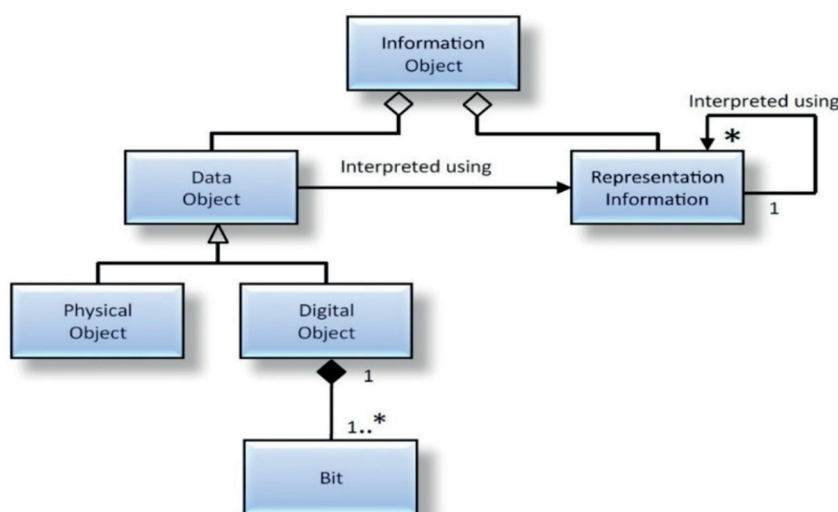 Information
Object
Interpreted using
*
Data
Object
Interpreted using
Representation
Information
1
Physical
Object
Digital
Object
1
1..*
Bit